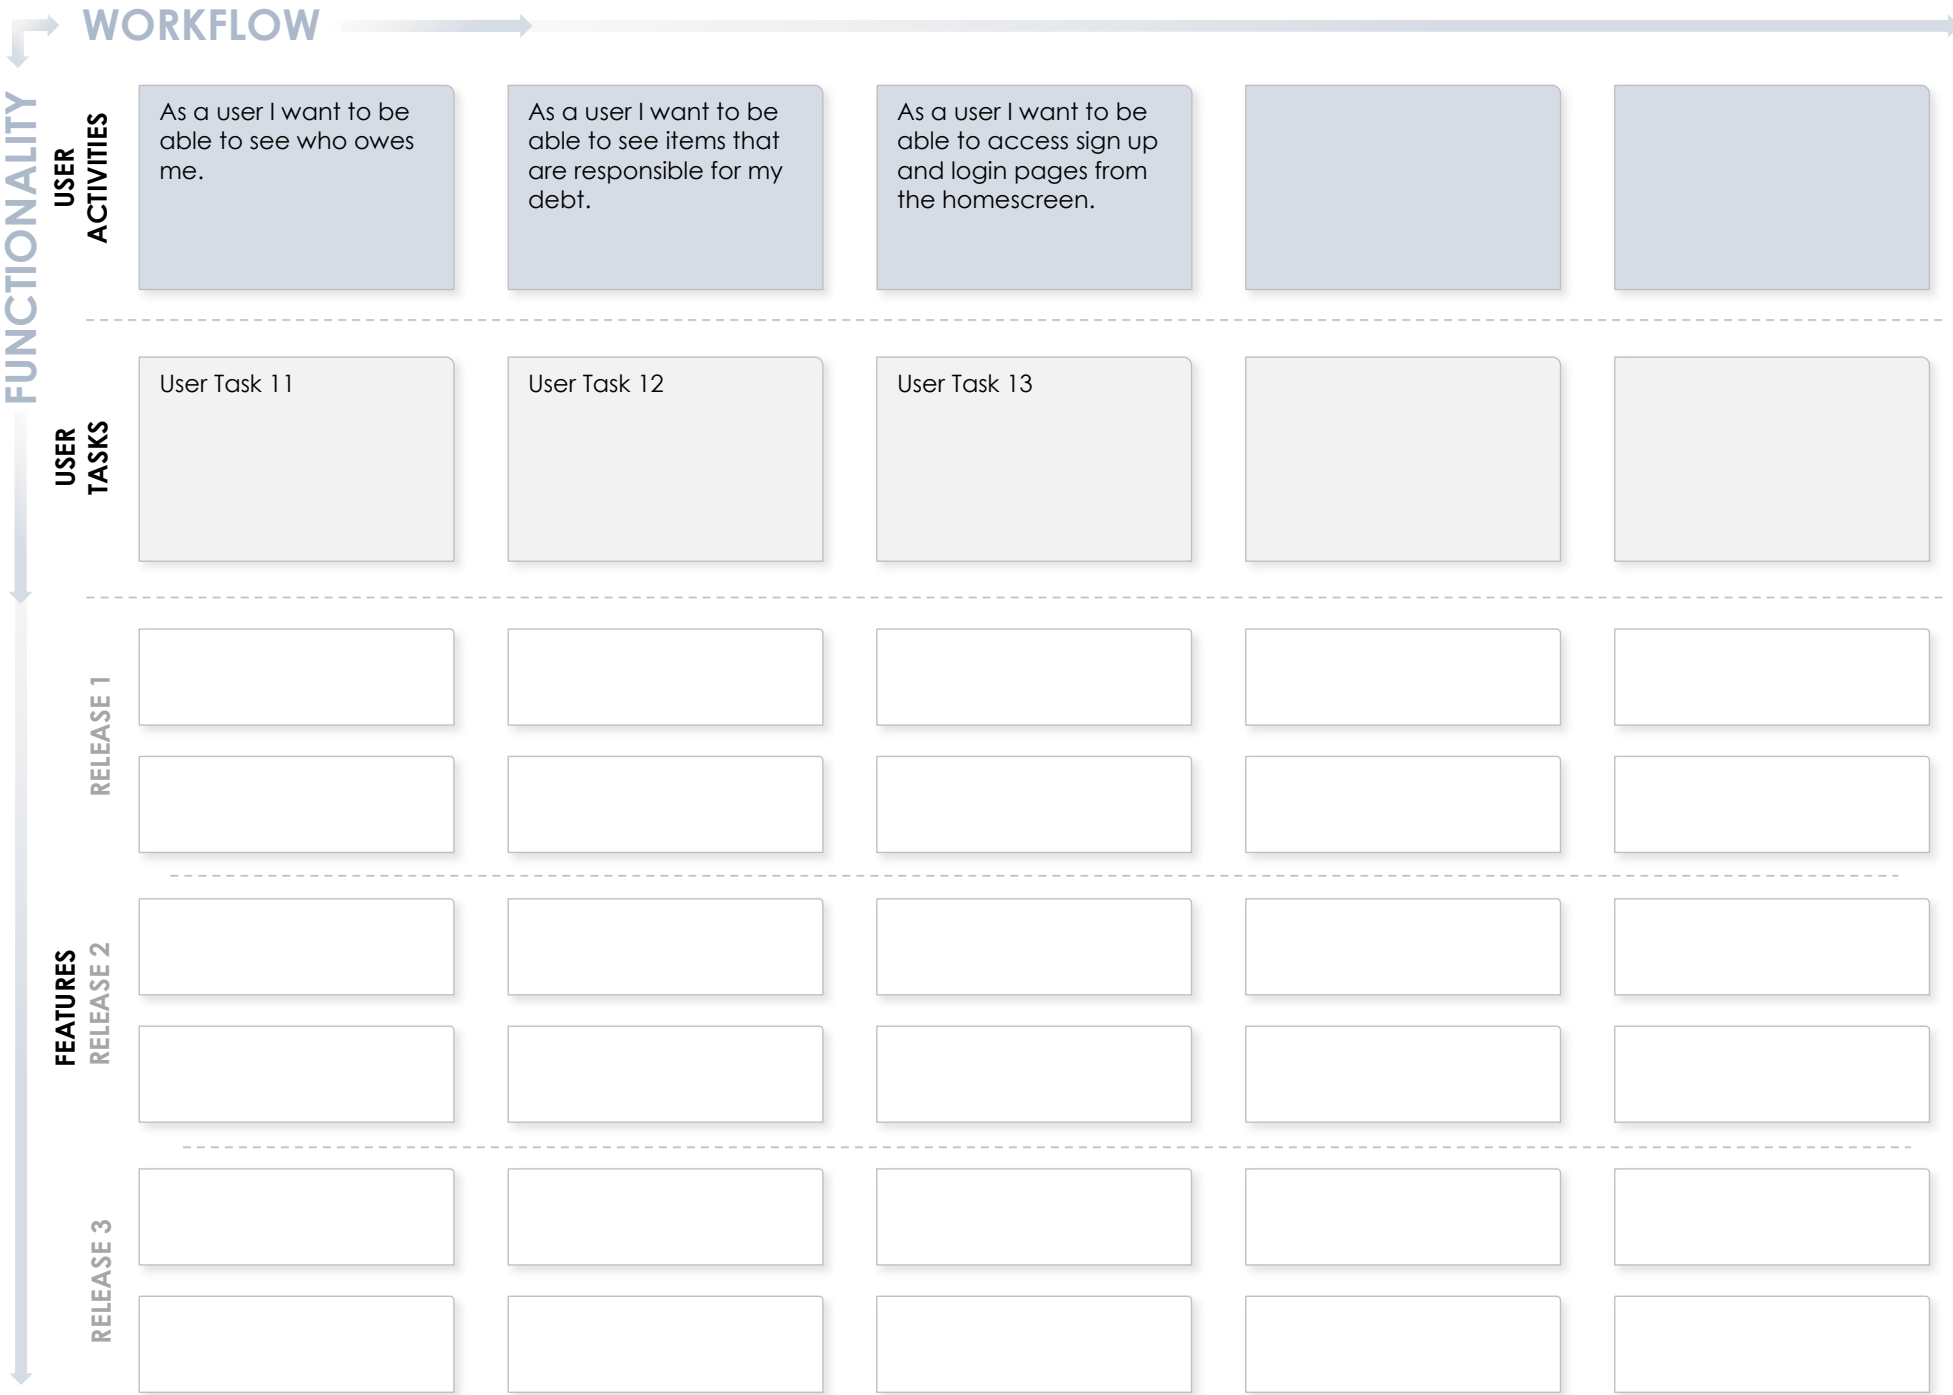 WORKFLOW
FUNCTIONALITY
USER
ACTIVITIES
As a user I want to be
able to see who owes
me.
As a user I want to be
able to see items that
are responsible for my
debt.
As a user I want to be
able to access sign up
and login pages from
the homescreen.
USER
TASKS
User Task 11
User Task 12
User Task 13
FEATURES
RELEASE 1
RELEASE 2
RELEASE 3